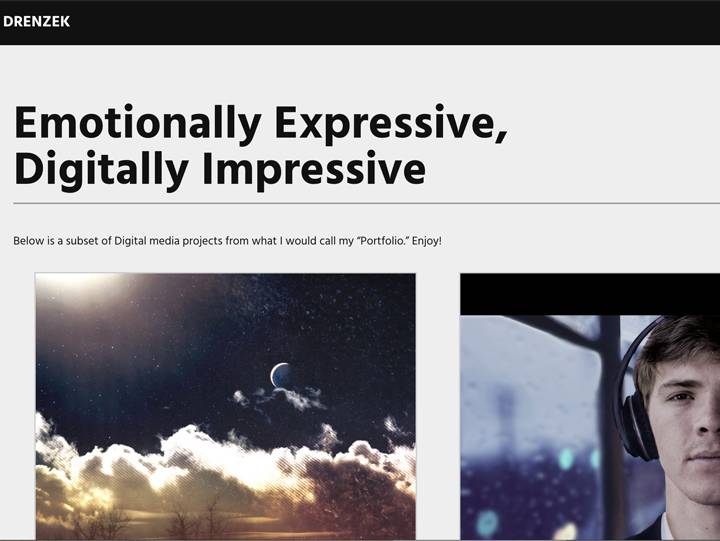 DRENZEK
Emotionally Expressive,
Digitally Impressive
Below is a subset of Digital media projects from what I would call my “Portfolio.” Enjoy!